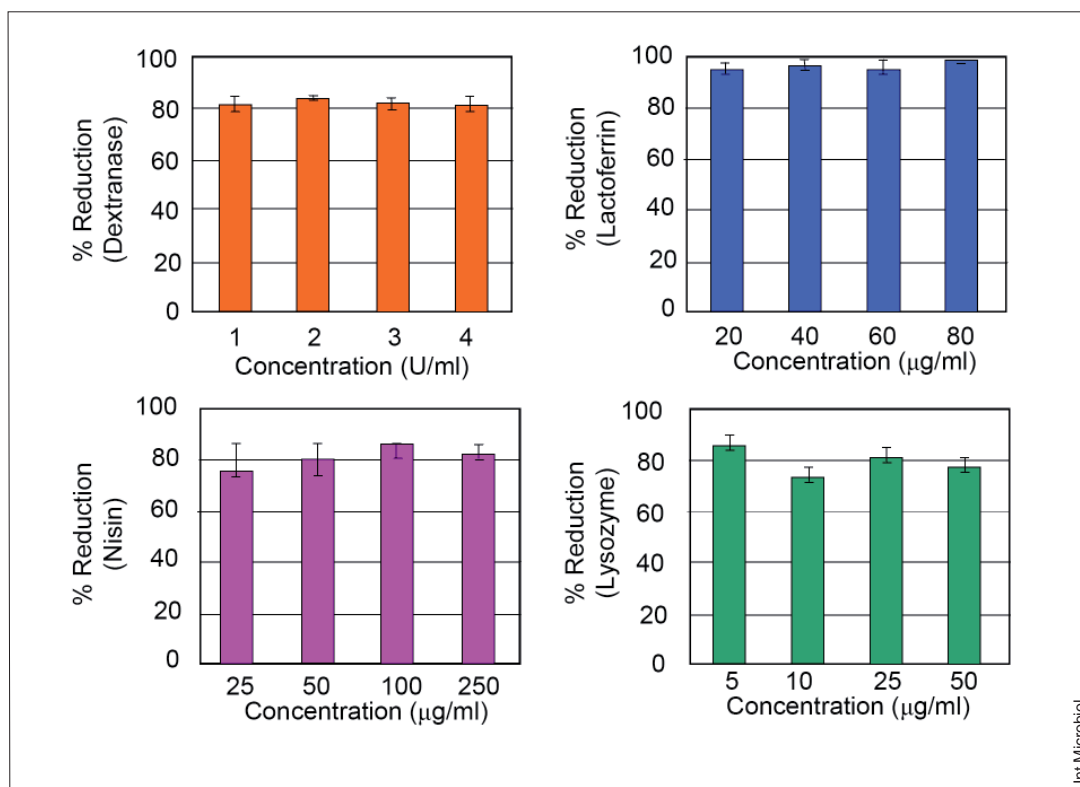 100
80
60
40
20
0
% Reduction
(Dextranase)
1 2 3 4
Concentration (U/ml)
100
80
60
40
20
0
% Reduction
(Lactoferrin)
20 40 60 80
Concentration (μg/ml)
100
80
60
40
20
0
% Reduction
(Nisin)
25 50 100 250
Concentration (μg/ml)
100
80
60
40
20
0
% Reduction
(Lysozyme)
5 10 25 50
Concentration (μg/ml)
Int Microbiol